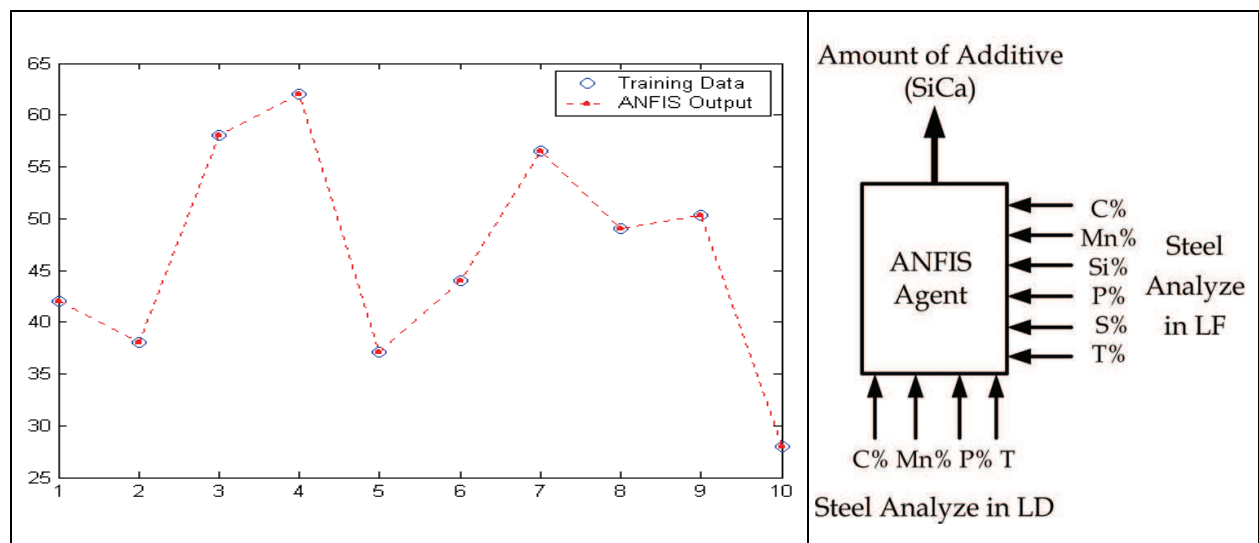 65
60
55
50
45
40
35
30
25
1 2 3 4 5 6 7 8 9 10
Training Data
ANFIS Output
Amount of Additive
(SiCa)
ANFIS
Agent
C%
Mn%
Si%
P%
S%
T%
Steel
Analyze
in LF
C% Mn% P% T
Steel Analyze in LD